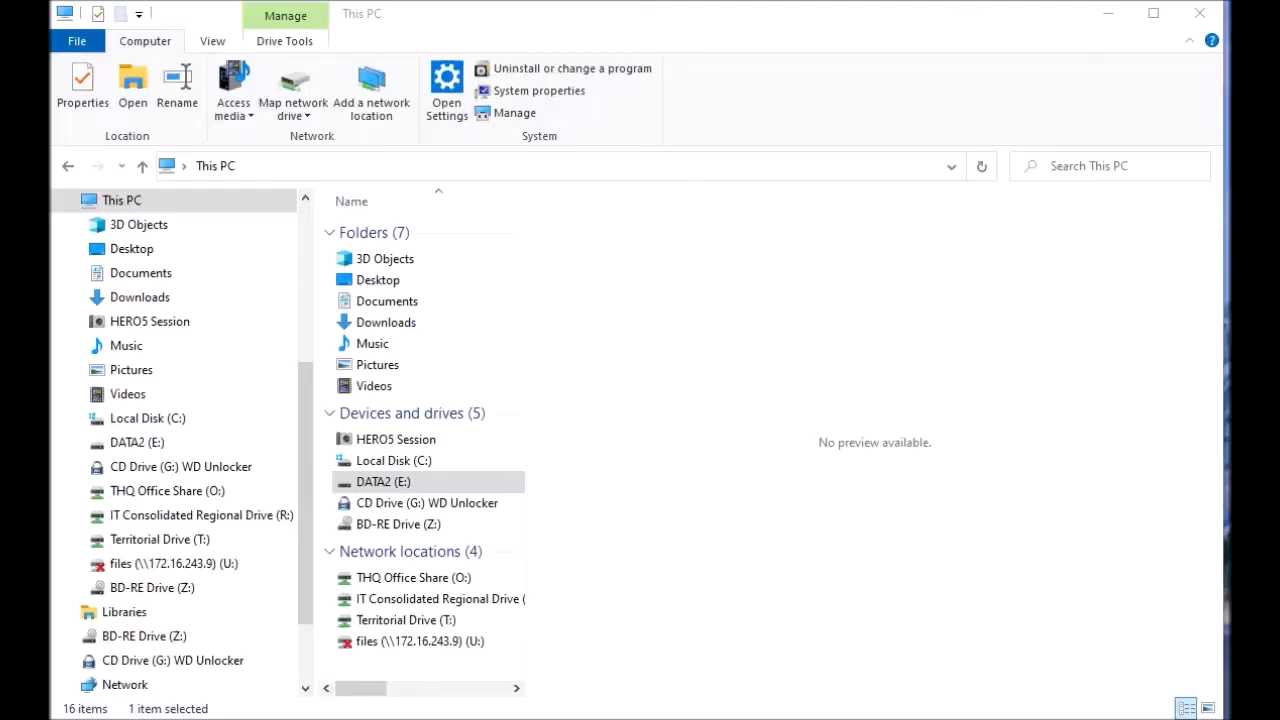 Manage
This PC
File
Computer
View
Drive Tools
Properties
Open
Rename
Access media
Map network drive
Add a network location
Open Settings
Uninstall or change a program
System properties
Manage
Location
Network
System
This PC
Search This PC
This PC
3D Objects
Desktop
Documents
Downloads
HERO5 Session
Music
Pictures
Videos
Local Disk (C:)
DATA2 (E:)
CD Drive (G:) WD Unlocker
THQ Office Share (O:)
IT Consolidated Regional Drive (R:)
Territorial Drive (T:)
files (\\172.16.243.9) (U:)
BD-RE Drive (Z:)
Libraries
BD-RE Drive (Z:)
CD Drive (G:) WD Unlocker
Network
Name
Folders (7)
3D Objects
Desktop
Documents
Downloads
Music
Pictures
Videos
Devices and drives (5)
HERO5 Session
Local Disk (C:)
DATA2 (E:)
CD Drive (G:) WD Unlocker
BD-RE Drive (Z:)
Network locations (4)
THQ Office Share (O:)
IT Consolidated Regional Drive (
Territorial Drive (T:)
files (\\172.16.243.9) (U:)
No preview available.
16 items
1 item selected